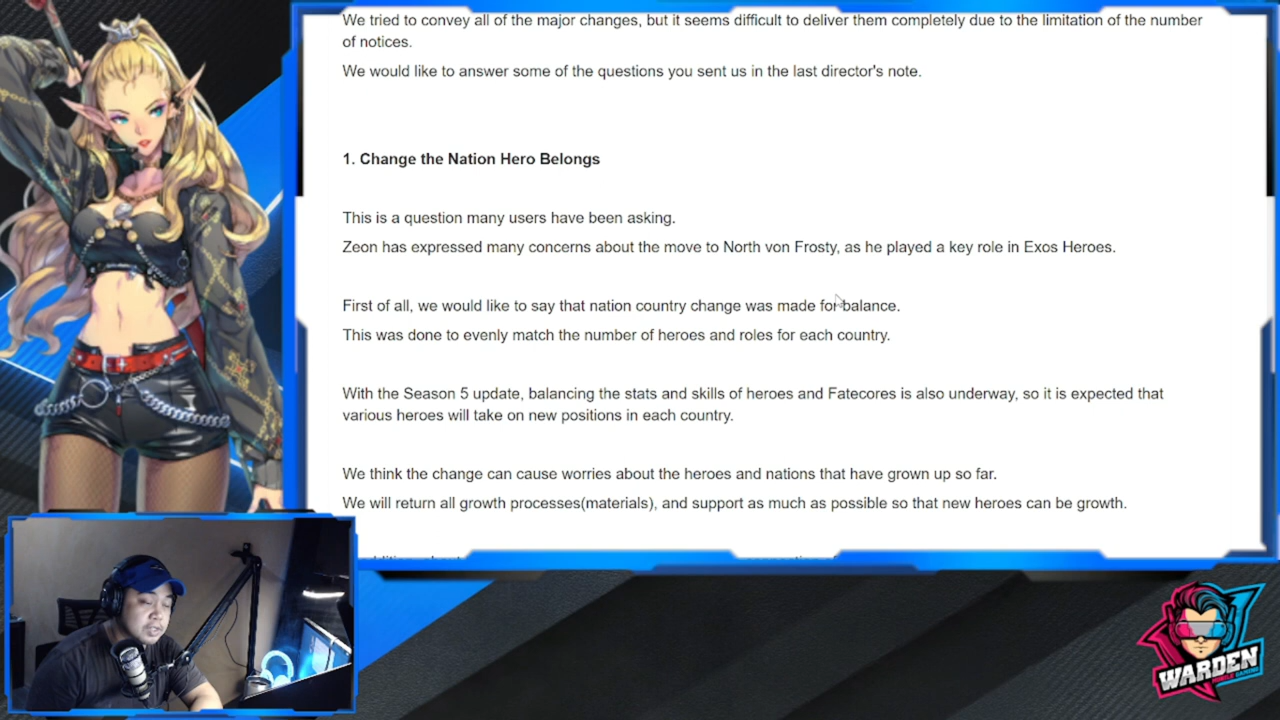 We tried to convey all of the major changes, but it seems difficult to deliver them completely due to the limitation of the number
of notices.
We would like to answer some of the questions you sent us in the last director's note.
1. Change the Nation Hero Belongs
This is a question many users have been asking.
Zeon has expressed many concerns about the move to North von Frosty, as he played a key role in Exos Heroes.
First of all, we would like to say that nation country change was made for balance.
This was done to evenly match the number of heroes and roles for each country.
With the Season 5 update, balancing the stats and skills of heroes and Fatecores is also underway, so it is expected that
various heroes will take on new positions in each country.
We think the change can cause worries about the heroes and nations that have grown up so far.
We will return all growth processes(materials), and support as much as possible so that new heroes can be growth.
WARDEN
MOBILE GAMING